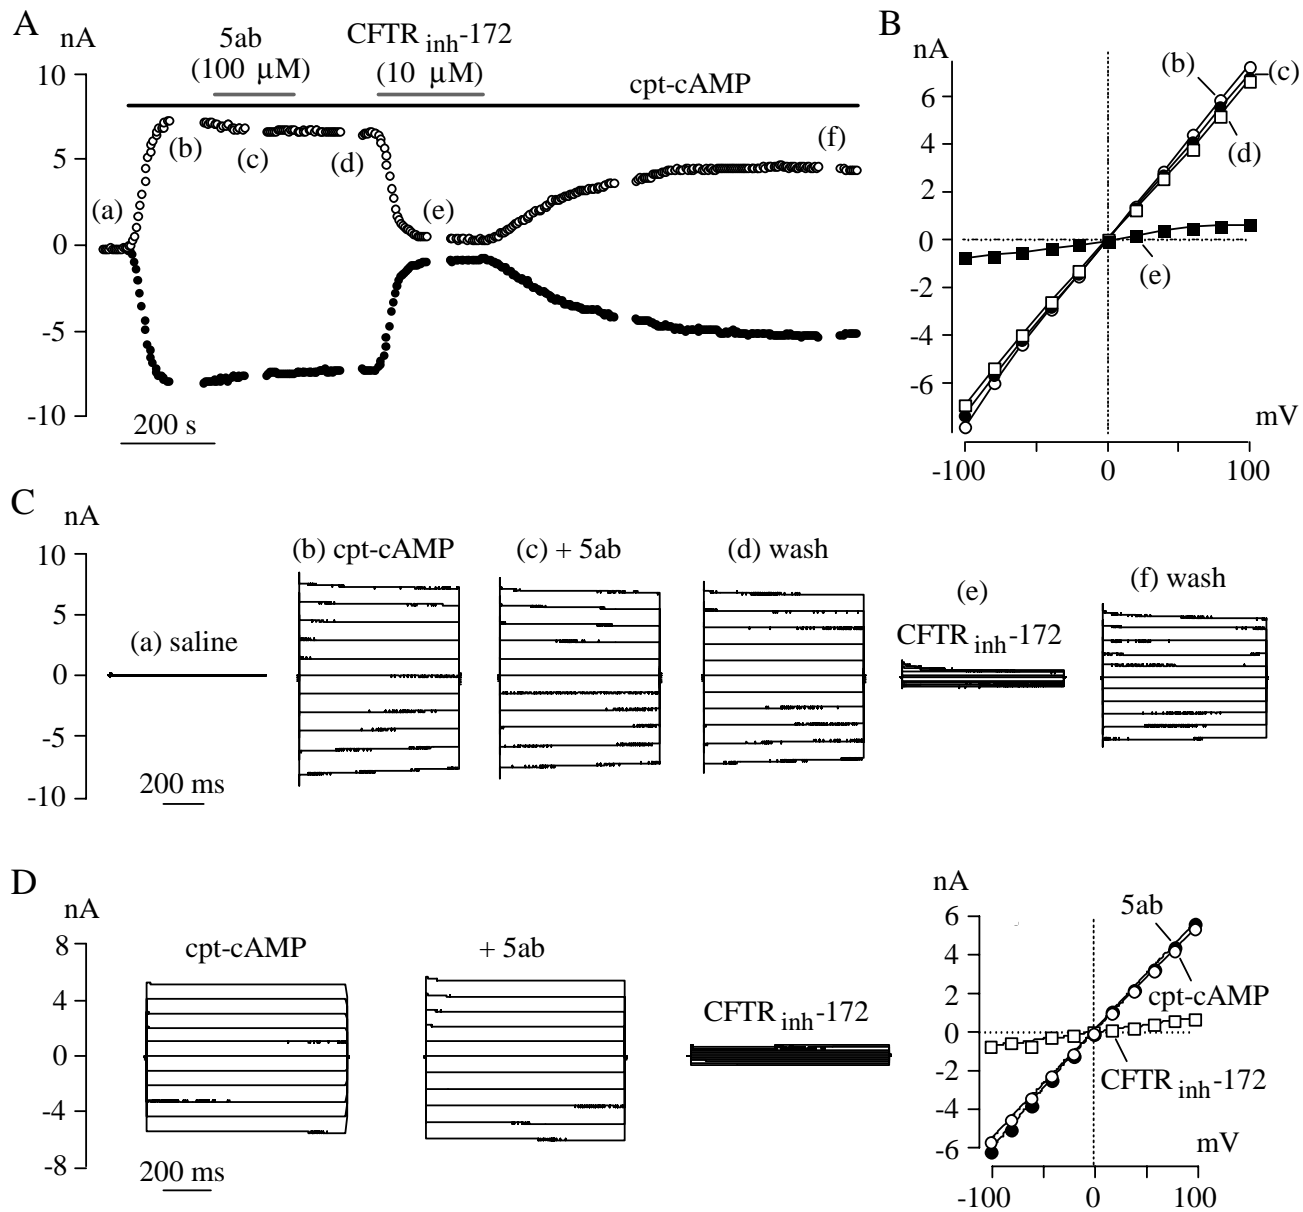 A
nA
5ab
(100 μM)
CFTR inh-172
(10 μM)
cpt-cAMP
10
5
0
-5
-10
(a)
(b)
(c)
(d)
(e)
(f)
200 s
B
nA
6
4
2
0
-2
-4
-6
(b)
(c)
(d)
(e)
mV
-100
0
100
C
nA
10
5
0
-5
-10
(a) saline
(b) cpt-cAMP
(c) + 5ab
(d) wash
(e)
CFTR inh-172
(f) wash
200 ms
D
nA
8
4
0
-4
-8
cpt-cAMP
+ 5ab
CFTR inh-172
200 ms
nA
6
4
2
0
-2
-4
-6
5ab
cpt-cAMP
CFTR inh-172
mV
-100
0
100